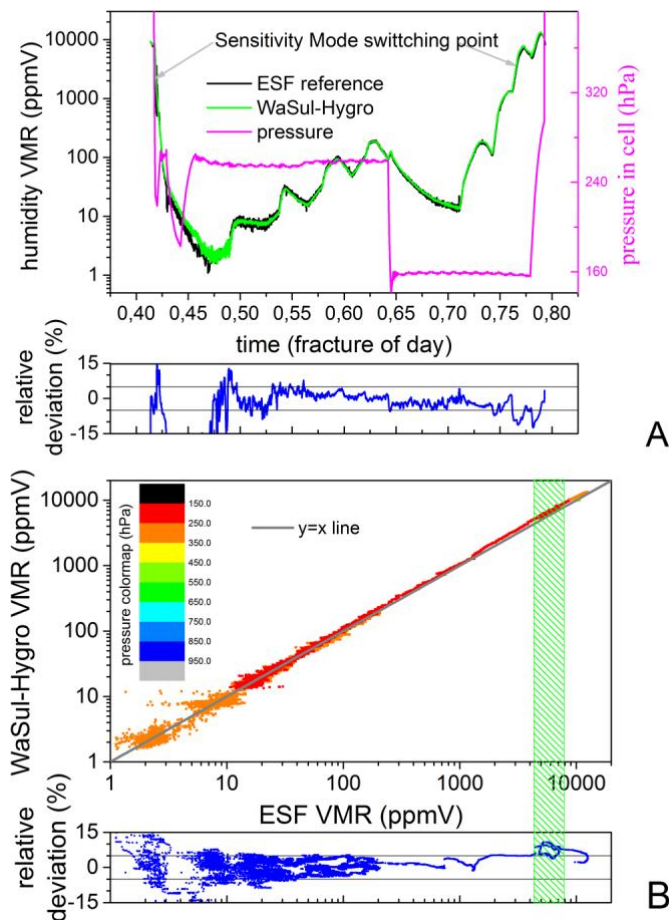 10000
1000
100
10
1
humidity VMR (ppmV)
Sensitivity Mode swittching point
ESF reference
WaSul-Hygro
pressure
320
260
160
pressure in cell (hPa)
0,40 0,45 0,50 0,55 0,60 0,65 0,70 0,75 0,80
time (fracture of day)
15
0
-15
relative
deviation (%)
A
10000
1000
100
10
1
WaSul-Hygro VMR (ppmV)
pressure colormap (hPa)
150.0
250.0
350.0
450.0
550.0
650.0
750.0
850.0
950.0
y=x line
1 10 100 1000 10000
ESF VMR (ppmV)
15
0
-15
relative
deviation (%)
B